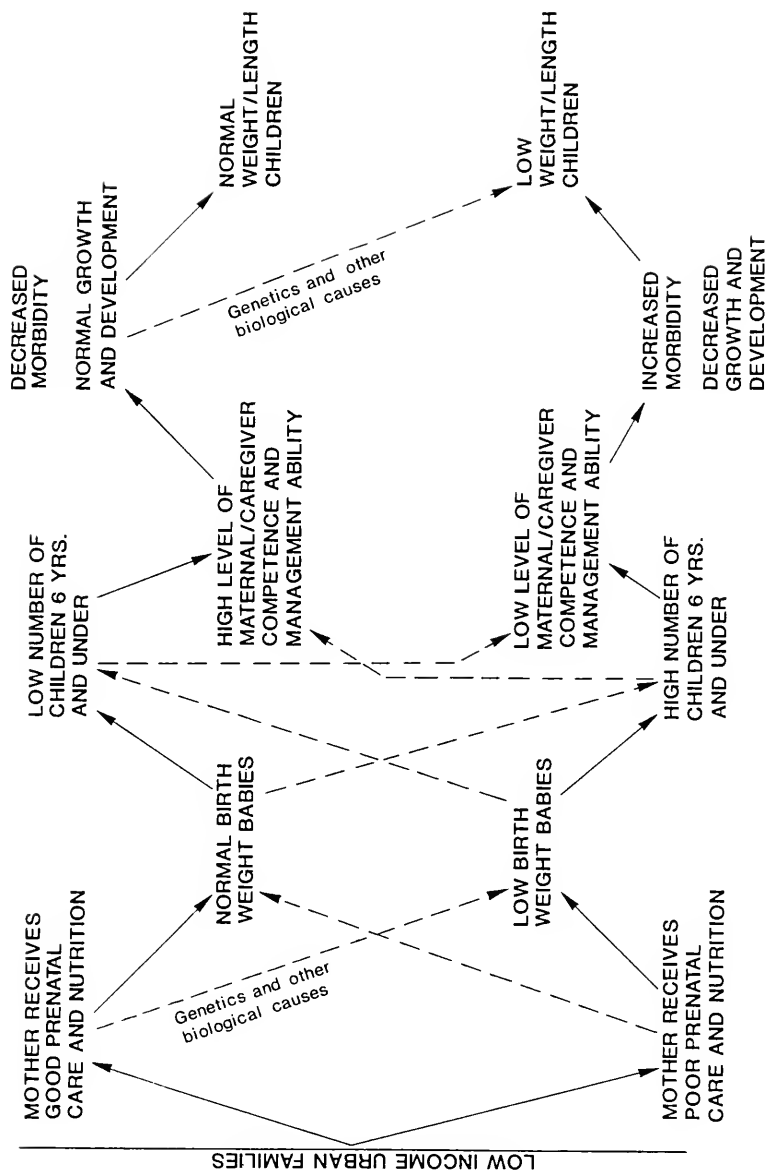 LOW INCOME URBAN FAMILIES
MOTHER RECEIVES
GOOD PRENATAL
CARE AND NUTRITION
MOTHER RECEIVES
POOR PRENATAL
CARE AND NUTRITION
Genetics and other
biological causes
NORMAL BIRTH
WEIGHT BABIES
LOW BIRTH
WEIGHT BABIES
LOW NUMBER OF
CHILDREN 6 YRS.
AND UNDER
HIGH NUMBER OF
CHILDREN 6 YRS.
AND UNDER
HIGH LEVEL OF
MATERNAL/CAREGIVER
COMPETENCE AND
MANAGEMENT ABILITY
LOW LEVEL OF
MATERNAL/CAREGIVER
COMPETENCE AND
MANAGEMENT ABILITY
DECREASED
MORBIDITY
NORMAL GROWTH
AND DEVELOPMENT
INCREASED
MORBIDITY
DECREASED
GROWTH AND
DEVELOPMENT
Genetics and other
biological causes
NORMAL
WEIGHT/LENGTH
CHILDREN
LOW
WEIGHT/LENGTH
CHILDREN